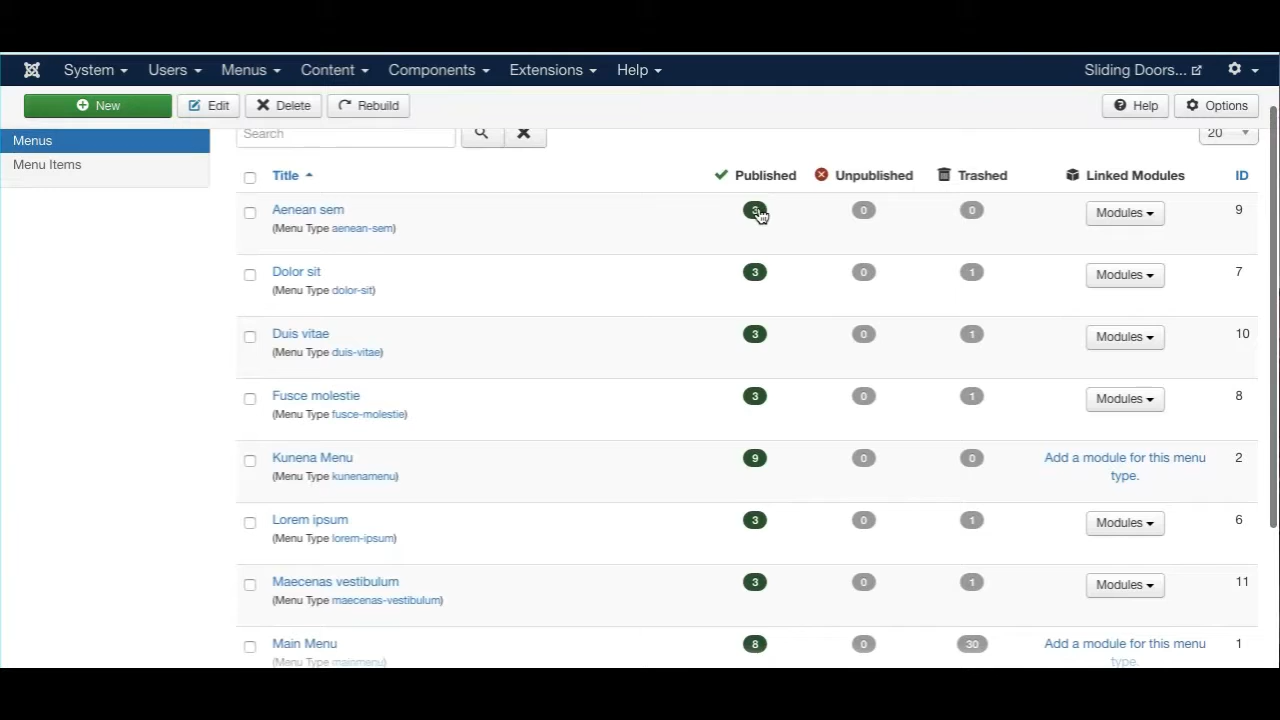 System Users Menus Content Components Extensions Help Sliding Doors...
New Edit Delete Rebuild Help Options
Menus
Search 20
Menu Items
Title Published Unpublished Trashed Linked Modules ID
Aenean sem 3 0 0 Modules 9
(Menu Type aenean-sem)
Dolor sit 3 0 1 Modules 7
(Menu Type dolor-sit)
Duis vitae 3 0 1 Modules 10
(Menu Type duis-vitae)
Fusce molestie 3 0 1 Modules 8
(Menu Type fusce-molestie)
Kunena Menu 9 0 0 Add a module for this menu 2
(Menu Type kunenamenu) type.
Lorem ipsum 3 0 1 Modules 6
(Menu Type lorem-ipsum)
Maecenas vestibulum 3 0 1 Modules 11
(Menu Type maecenas-vestibulum)
Main Menu 8 0 30 Add a module for this menu 1
(Menu Type mainmenu) type.